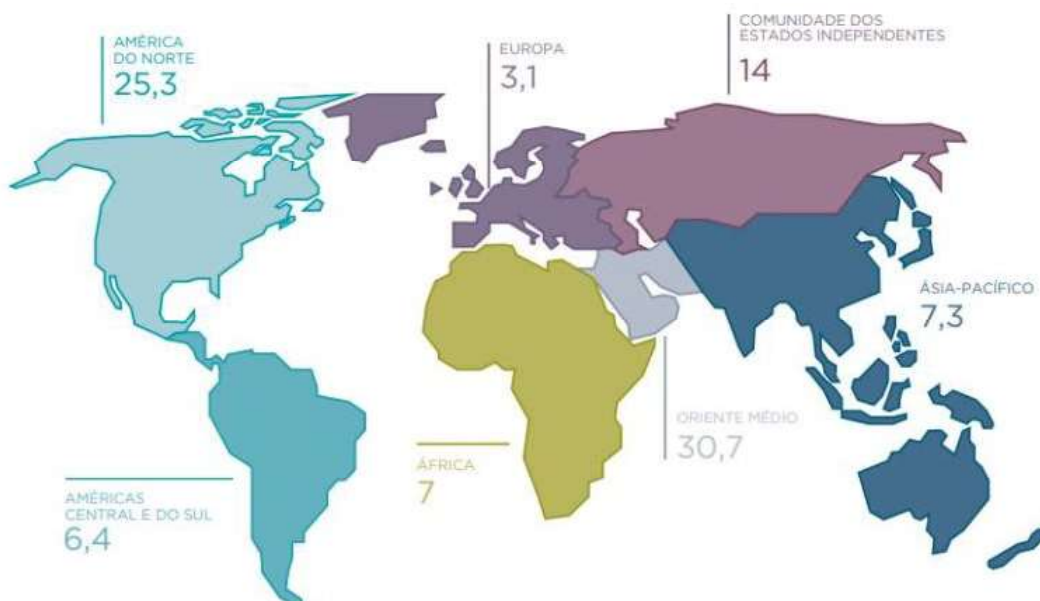 AMÉRICA
DO NORTE
25,3
EUROPA
3,1
COMUNIDADE DOS
ESTADOS INDEPENDENTES
14
ÁSIA-PACÍFICO
7,3
ORIENTE MÉDIO
30,7
ÁFRICA
7
AMÉRICAS
CENTRAL E DO SUL
6,4